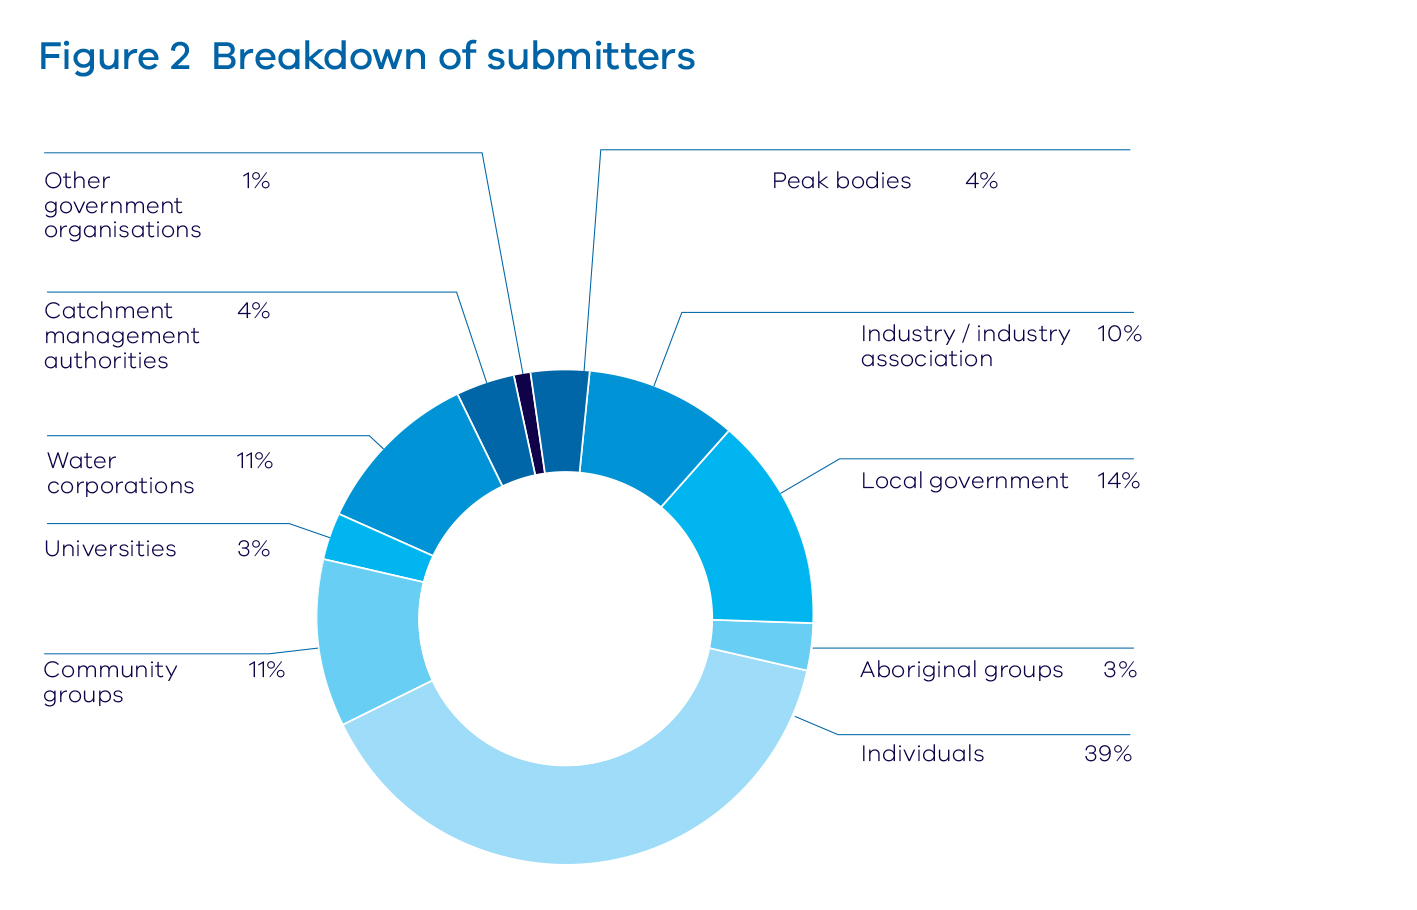 Figure 2 Breakdown of submitters
Other 1%
government
organisations
Catchment 4%
management
authorities
Water 11%
corporations
Universities 3%
Community 11%
groups
Peak bodies 4%
Industry / industry 10%
association
Local government 14%
Aboriginal groups 3%
Individuals 39%